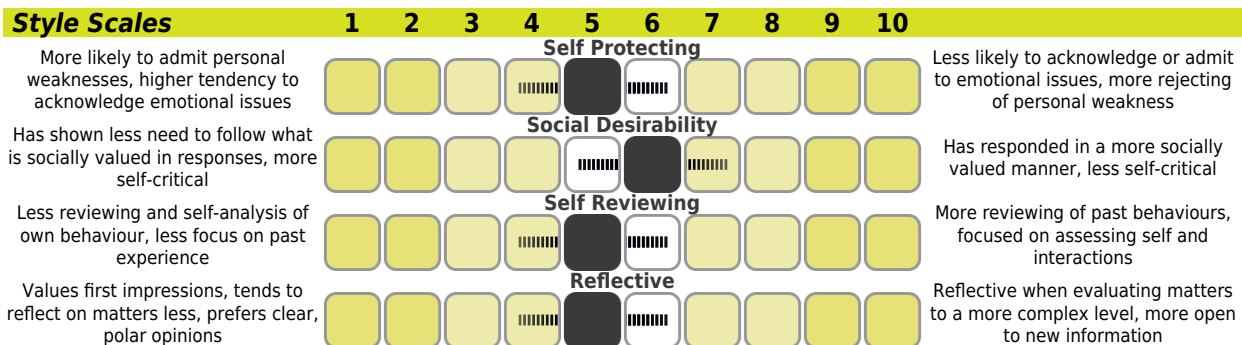 Style Scales 1 2 3 4 5 6 7 8 9 10
Self Protecting
More likely to admit personal
weaknesses, higher tendency to
acknowledge emotional issues
Less likely to acknowledge or admit
to emotional issues, more rejecting
of personal weakness
Social Desirability
Has shown less need to follow what
is socially valued in responses, more
self-critical
Has responded in a more socially
valued manner, less self-critical
Self Reviewing
Less reviewing and self-analysis of
own behaviour, less focus on past
experience
More reviewing of past behaviours,
focused on assessing self and
interactions
Reflective
Values first impressions, tends to
reflect on matters less, prefers clear,
polar opinions
Reflective when evaluating matters
to a more complex level, more open
to new information